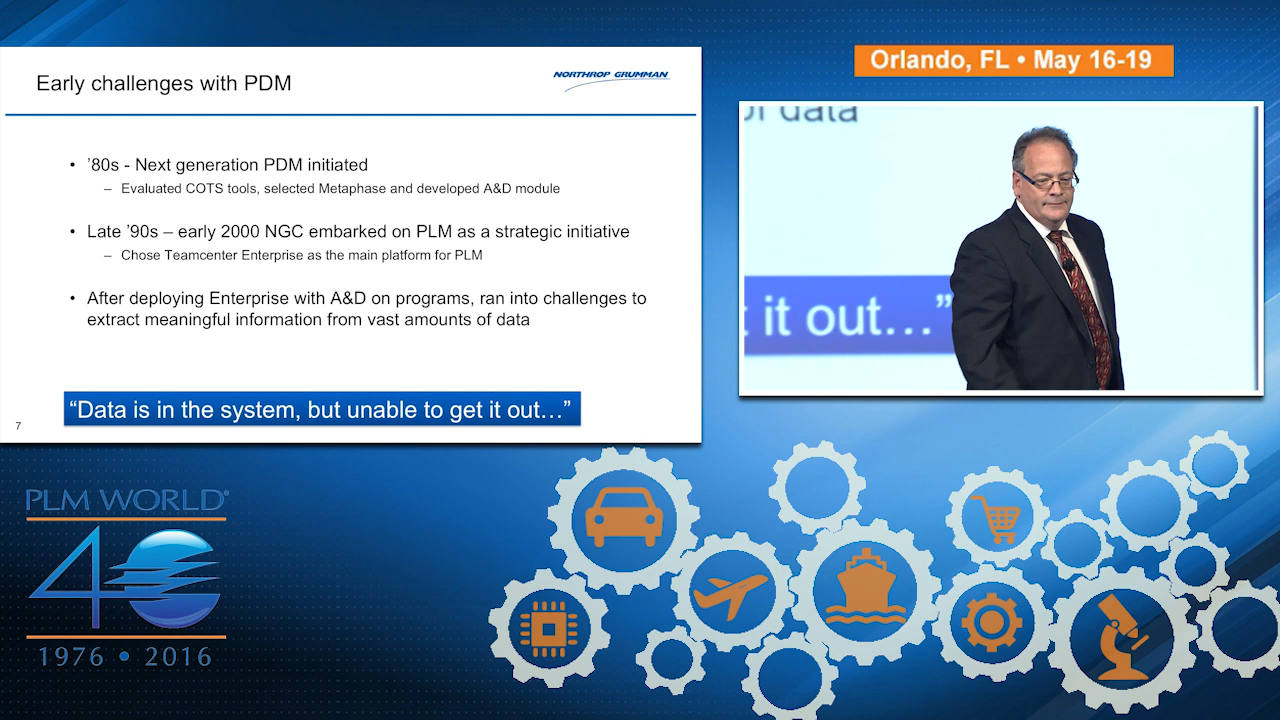 Early challenges with PDM
NORTHROP GRUMMAN
• ’80s - Next generation PDM initiated
– Evaluated COTS tools, selected Metaphase and developed A&D module
• Late ’90s – early 2000 NGC embarked on PLM as a strategic initiative
– Chose Teamcenter Enterprise as the main platform for PLM
• After deploying Enterprise with A&D on programs, ran into challenges to
extract meaningful information from vast amounts of data
“Data is in the system, but unable to get it out…”
7
Orlando, FL • May 16-19
of data
t it out…”
PLM WORLD®
40
1976 • 2016